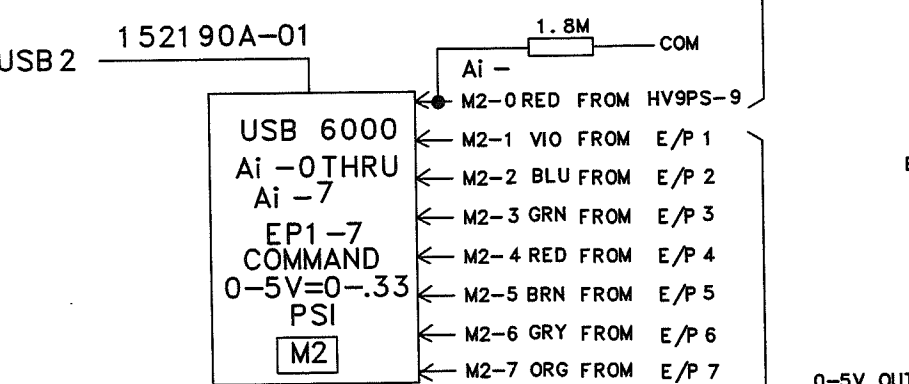 152190A-01
USB2
1.8M
COM
Ai -
M2-0 RED FROM HV9PS-9
USB 6000
Ai -0 THRU
Ai -7
EP1-7
COMMAND
0-5V=0-.33
PSI
M2
M2-1 VIO FROM E/P 1
M2-2 BLU FROM E/P 2
M2-3 GRN FROM E/P 3
M2-4 RED FROM E/P 4
M2-5 BRN FROM E/P 5
M2-6 GRY FROM E/P 6
M2-7 ORG FROM E/P 7
0-5V